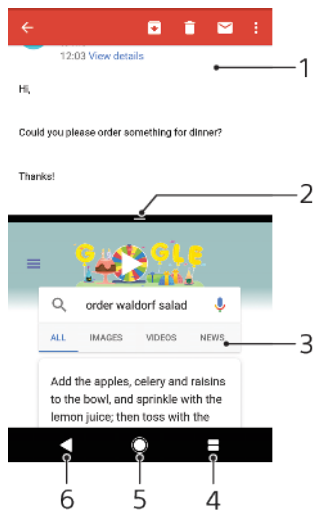 12:03 View details
1
Hi,
Could you please order something for dinner?
Thanks!
2
GOOGLE
order waldorf salad
ALL IMAGES VIDEOS NEWS
3
Add the apples, celery and raisins
to the bowl, and sprinkle with the
lemon juice; then toss with the
6 5 4